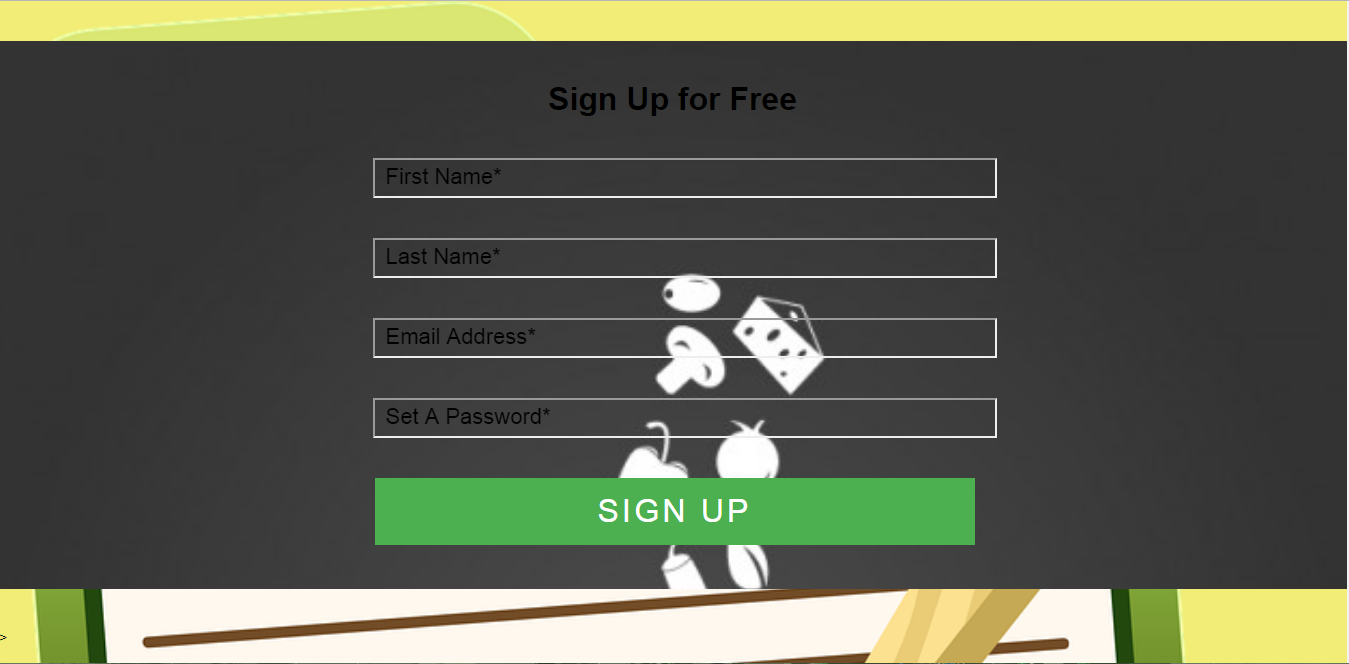 Sign Up for Free
First Name*
Last Name*
Email Address*
Set A Password*
SIGN UP
>